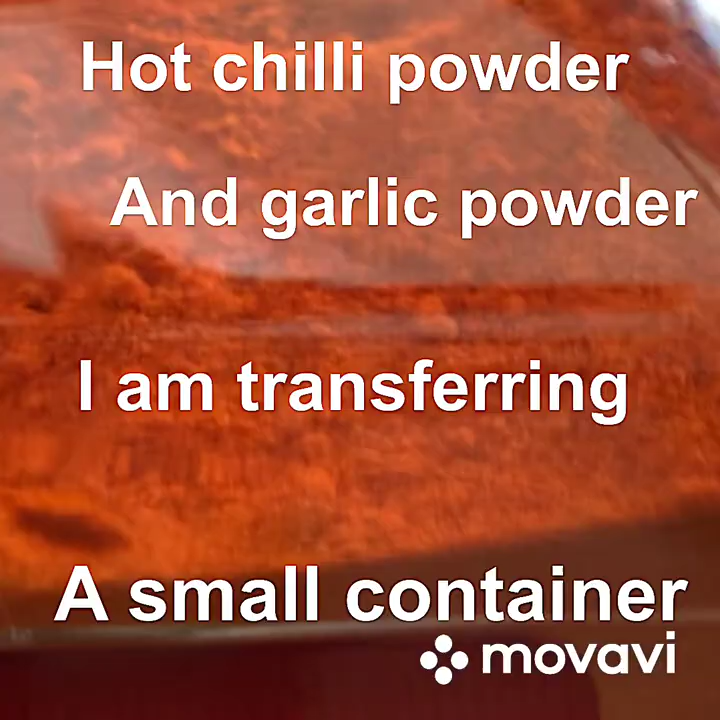 Hot chilli powder
And garlic powder
I am transferring
A small container
movavi